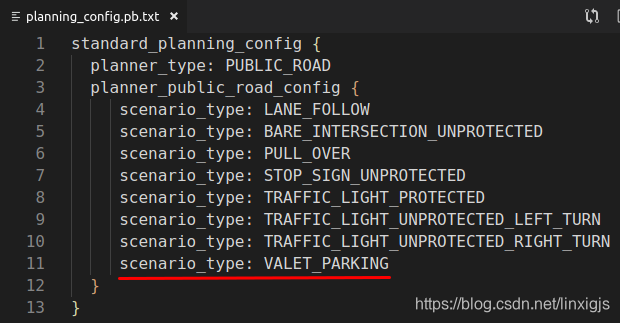 planning_config.pb.txt ×
1 standard_planning_config {
2 planner_type: PUBLIC_ROAD
3 planner_public_road_config {
4 scenario_type: LANE_FOLLOW
5 scenario_type: BARE_INTERSECTION_UNPROTECTED
6 scenario_type: PULL_OVER
7 scenario_type: STOP_SIGN_UNPROTECTED
8 scenario_type: TRAFFIC_LIGHT_PROTECTED
9 scenario_type: TRAFFIC_LIGHT_UNPROTECTED_LEFT_TURN
10 scenario_type: TRAFFIC_LIGHT_UNPROTECTED_RIGHT_TURN
11 scenario_type: VALET_PARKING
12 }
13 }
https://blog.csdn.net/linxigjs